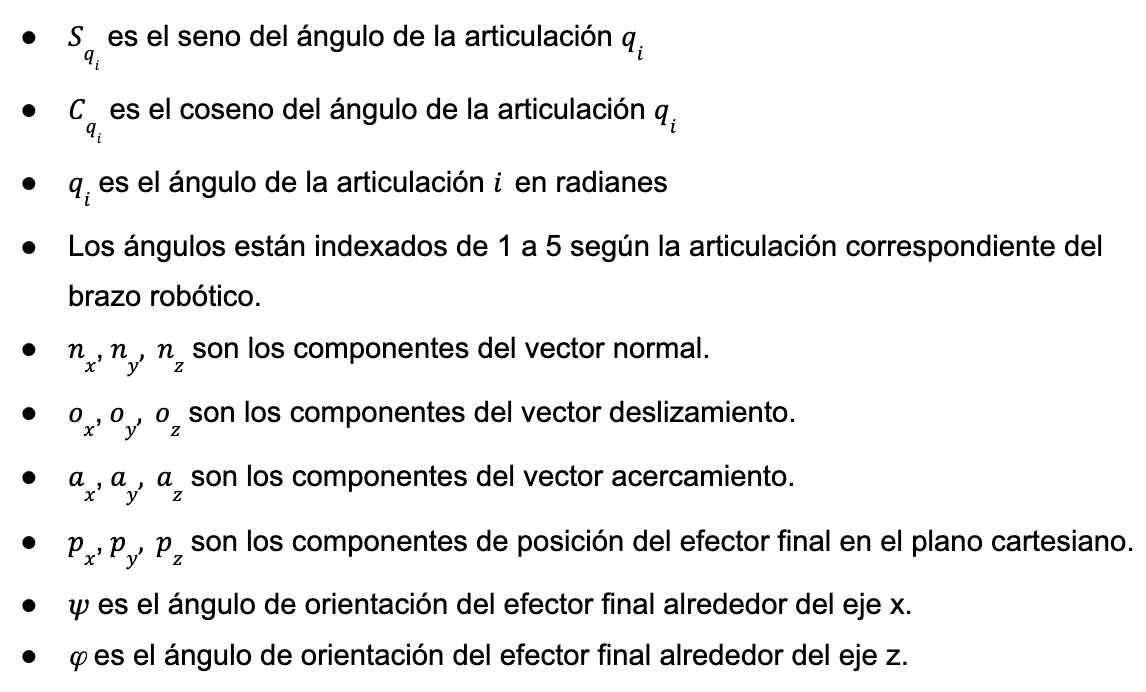 ● S_{q_i} es el seno del ángulo de la articulación q_i
● C_{q_i} es el coseno del ángulo de la articulación q_i
● q_i es el ángulo de la articulación i en radianes
● Los ángulos están indexados de 1 a 5 según la articulación correspondiente del
brazo robótico.
● n_x, n_y, n_z son los componentes del vector normal.
● o_x, o_y, o_z son los componentes del vector deslizamiento.
● a_x, a_y, a_z son los componentes del vector acercamiento.
● p_x, p_y, p_z son los componentes de posición del efector final en el plano cartesiano.
● ψ es el ángulo de orientación del efector final alrededor del eje x.
● φ es el ángulo de orientación del efector final alrededor del eje z.